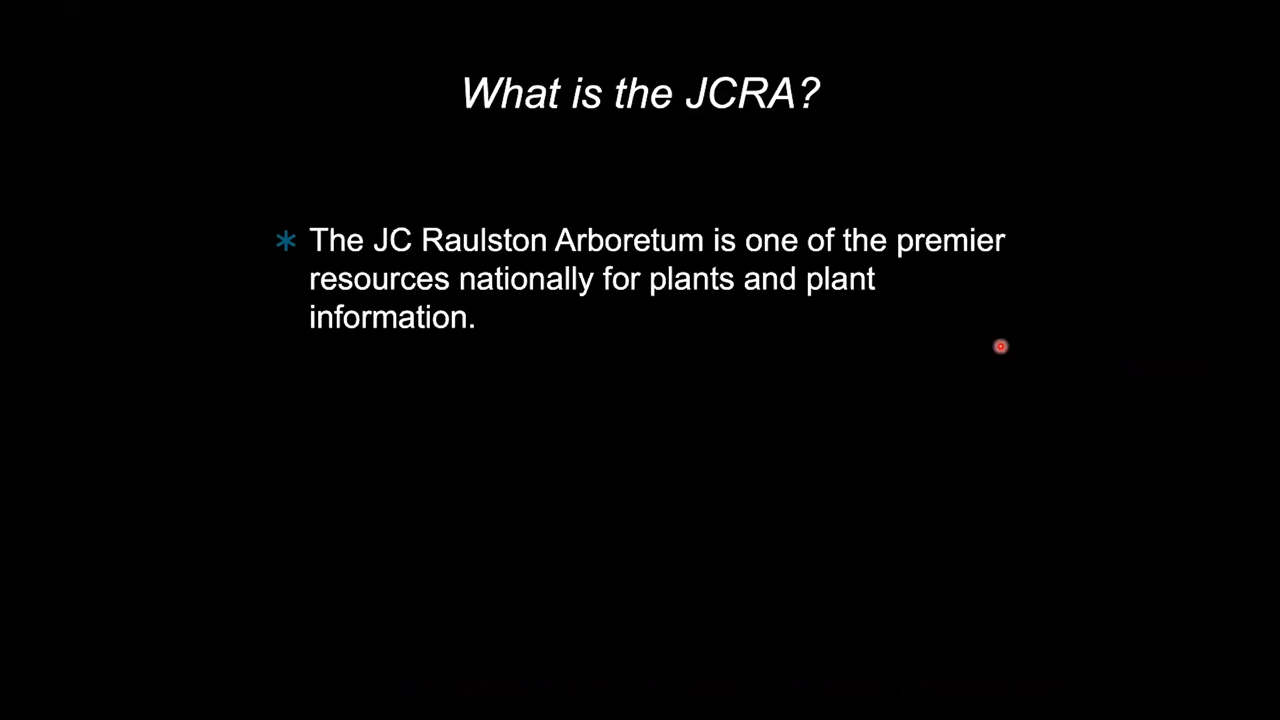 What is the JCRA?
* The JC Raulston Arboretum is one of the premier
resources nationally for plants and plant
information.